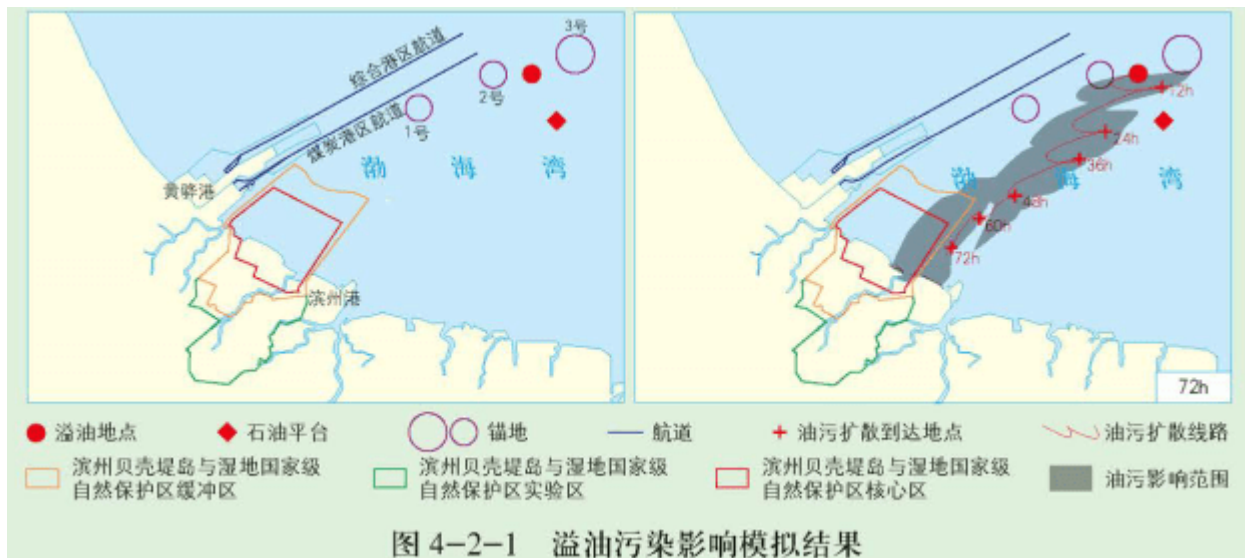 3号
综合港区航道
2号
1号
煤炭港区航道
渤海湾
黄骅港
滨州港
12h
24h
36h
渤海湾
48h
60h
72h
72h
溢油地点
石油平台
锚地
航道
油污扩散到达地点
油污扩散线路
滨州贝壳堤岛与湿地国家级
自然保护区缓冲区
滨州贝壳堤岛与湿地国家级
自然保护区实验区
滨州贝壳堤岛与湿地国家级
自然保护区核心区
油污影响范围
图 4-2-1 溢油污染影响模拟结果